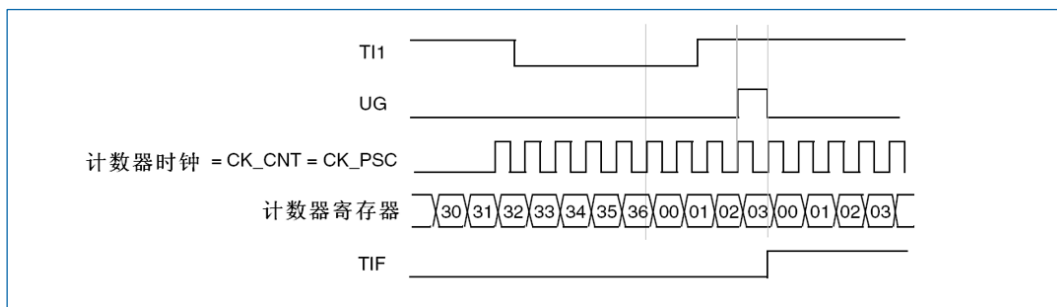 TI1
UG
计数器时钟 = CK_CNT = CK_PSC
计数器寄存器 30 31 32 33 34 35 36 00 01 02 03 00 01 02 03
TIF